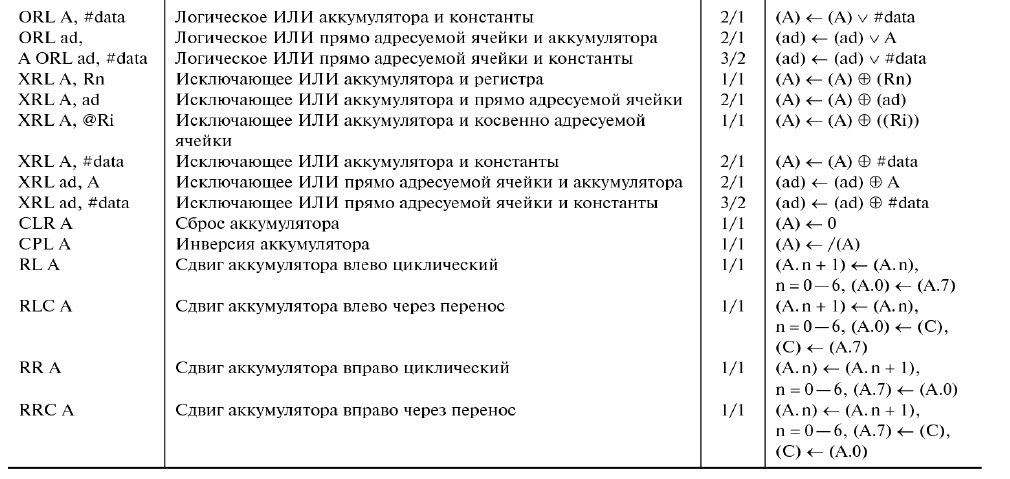 ORL A, #data Логическое ИЛИ аккумулятора и константы 2/1 (A) ← (A) ∨ #data
ORL ad, Логическое ИЛИ прямо адресуемой ячейки и аккумулятора 2/1 (ad) ← (ad) ∨ A
A ORL ad, #data Логическое ИЛИ прямо адресуемой ячейки и константы 3/2 (ad) ← (ad) ∨ #data
XRL A, Rn Исключающее ИЛИ аккумулятора и регистра 1/1 (A) ← (A) ⊕ (Rn)
XRL A, ad Исключающее ИЛИ аккумулятора и прямо адресуемой ячейки 2/1 (A) ← (A) ⊕ (ad)
XRL A, @Ri Исключающее ИЛИ аккумулятора и косвенно адресуемой 1/1 (A) ← (A) ⊕ ((Ri))
ячейки
XRL A, #data Исключающее ИЛИ аккумулятора и константы 2/1 (A) ← (A) ⊕ #data
XRL ad, A Исключающее ИЛИ прямо адресуемой ячейки и аккумулятора 2/1 (ad) ← (ad) ⊕ A
XRL ad, #data Исключающее ИЛИ прямо адресуемой ячейки и константы 3/2 (ad) ← (ad) ⊕ #data
CLR A Сброс аккумулятора 1/1 (A) ← 0
CPL A Инверсия аккумулятора 1/1 (A) ← /(A)
RL A Сдвиг аккумулятора влево циклический 1/1 (A.n + 1) ← (A.n),
n = 0—6, (A.0) ← (A.7)
RLC A Сдвиг аккумулятора влево через перенос 1/1 (A.n + 1) ← (A.n),
n = 0—6, (A.0) ← (C),
(C) ← (A.7)
RR A Сдвиг аккумулятора вправо циклический 1/1 (A.n) ← (A.n + 1),
n = 0—6, (A.7) ← (A.0)
RRC A Сдвиг аккумулятора вправо через перенос 1/1 (A.n) ← (A.n + 1),
n = 0—6, (A.7) ← (C),
(C) ← (A.0)